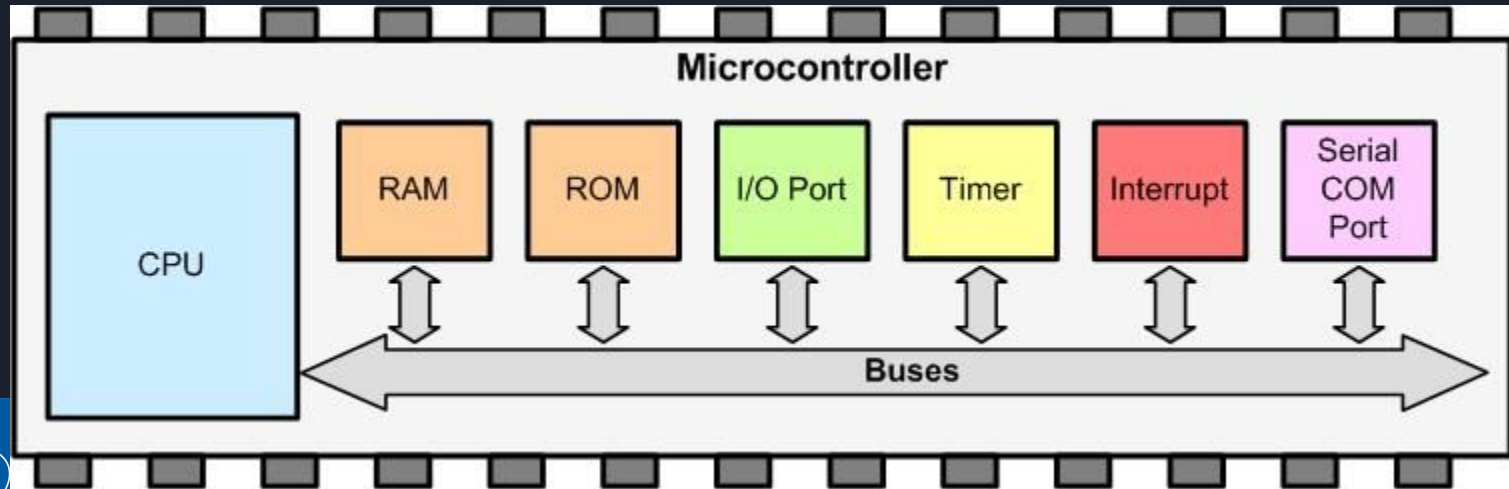 Microcontroller
CPU
RAM
ROM
I/O Port
Timer
Interrupt
Serial
COM
Port
Buses